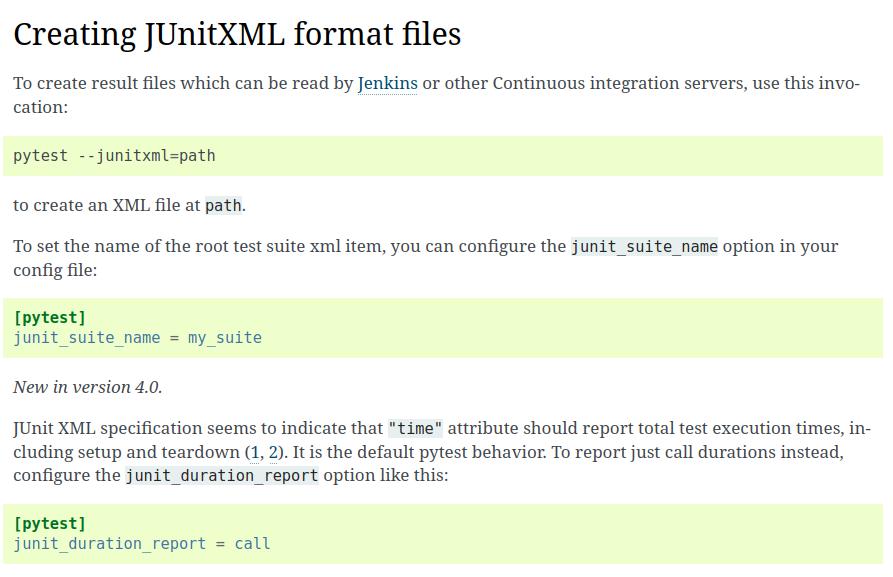 Creating JUnitXML format files
To create result files which can be read by Jenkins or other Continuous integration servers, use this invo-
cation:
pytest --junitxml=path
to create an XML file at path.
To set the name of the root test suite xml item, you can configure the junit_suite_name option in your
config file:
[pytest]
junit_suite_name = my_suite
New in version 4.0.
JUnit XML specification seems to indicate that "time" attribute should report total test execution times, in-
cluding setup and teardown (1, 2). It is the default pytest behavior. To report just call durations instead,
configure the junit_duration_report option like this:
[pytest]
junit_duration_report = call